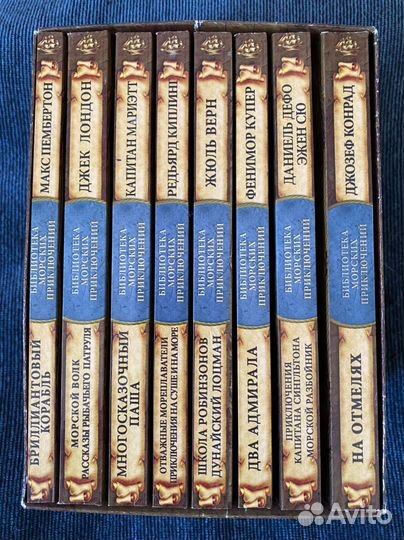 МАКС ПЕМБЕРТОН
БИБЛИОТЕКА
МОРСКИХ
ПРИКЛЮЧЕНИЙ
БРИЛЛИАНТОВЫЙ
КОРАБЛЬ
ДЖЕК ЛОНДОН
БИБЛИОТЕКА
МОРСКИХ
ПРИКЛЮЧЕНИЙ
МОРСКОЙ ВОЛК
РАССКАЗЫ РЫБАЧЬЕГО ПАТРУЛЯ
КАПИТАН МАРИЭТТ
БИБЛИОТЕКА
МОРСКИХ
ПРИКЛЮЧЕНИЙ
МНОГОСКАЗОЧНЫЙ
ПАША
РЕДЬЯРД КИПЛИНГ
БИБЛИОТЕКА
МОРСКИХ
ПРИКЛЮЧЕНИЙ
ОТВАЖНЫЕ МОРЕПЛАВАТЕЛИ
ПРИКЛЮЧЕНИЯ НА СУШЕ И НА МОРЕ
ЖЮЛЬ ВЕРН
БИБЛИОТЕКА
МОРСКИХ
ПРИКЛЮЧЕНИЙ
ШКОЛА РОБИНЗОНОВ
ДУНАЙСКИЙ ЛОЦМАН
ФЕНИМОР КУПЕР
БИБЛИОТЕКА
МОРСКИХ
ПРИКЛЮЧЕНИЙ
ДВА АДМИРАЛА
ДАНИЕЛЬ ДЕФО
ЭЖЕН СЮ
БИБЛИОТЕКА
МОРСКИХ
ПРИКЛЮЧЕНИЙ
ПРИКЛЮЧЕНИЯ
КАПИТАНА СИНГЛЬТОНА
МОРСКОЙ РАЗБОЙНИК
ДЖОЗЕФ КОНРАД
БИБЛИОТЕКА
МОРСКИХ
ПРИКЛЮЧЕНИЙ
НА ОТМЕЛЯХ
Avito